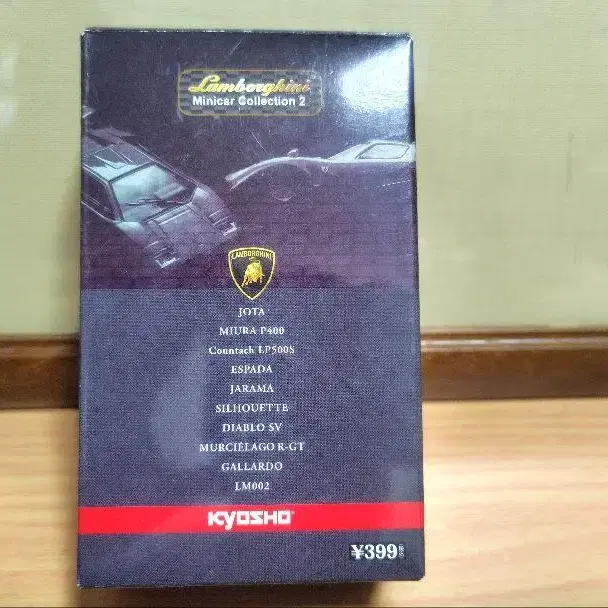 Lamborghini
Minicar Collection 2
LAMBORGHINI
JOTA
MIURA P400
Countach LP500S
ESPADA
JARAMA
SILHOUETTE
DIABLO SV
MURCIÉLAGO R-GT
GALLARDO
LM002
KYOSHO
¥399